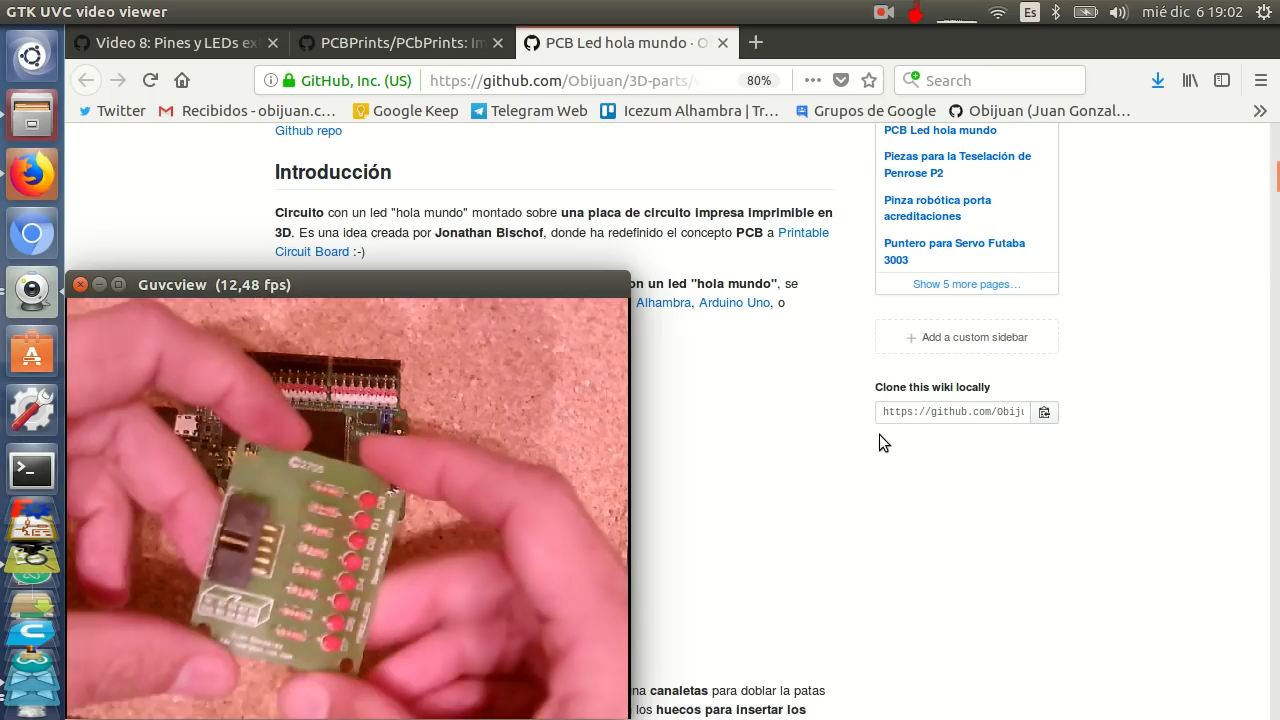 GTK UVC video viewer
Es
mié dic 6 19:02
Video 8: Pines y LEDs ex
PCBPrints/PCbPrints: Im
PCB Led hola mundo · O
GitHub, Inc. (US)
https://github.com/Obijuan/3D-parts/
80%
Search
Twitter
Recibidos - obijuan.c…
Google Keep
Telegram Web
Icezum Alhambra | Tr…
Grupos de Google
Obijuan (Juan Gonzal…
Github repo
Introducción
Circuito con un led "hola mundo" montado sobre una placa de circuito impresa imprimible en
3D. Es una idea creada por Jonathan Bischof, donde ha redefinido el concepto PCB a Printable
Circuit Board :-)
on un led "hola mundo", se
Alhambra, Arduino Uno, o
na canaletas para doblar la patas
los huecos para insertar los
PCB Led hola mundo
Piezas para la Teselación de
Penrose P2
Pinza robótica porta
acreditaciones
Puntero para Servo Futaba
3003
Show 5 more pages…
Add a custom sidebar
Clone this wiki locally
https://github.com/Obiju
Guvcview (12,48 fps)